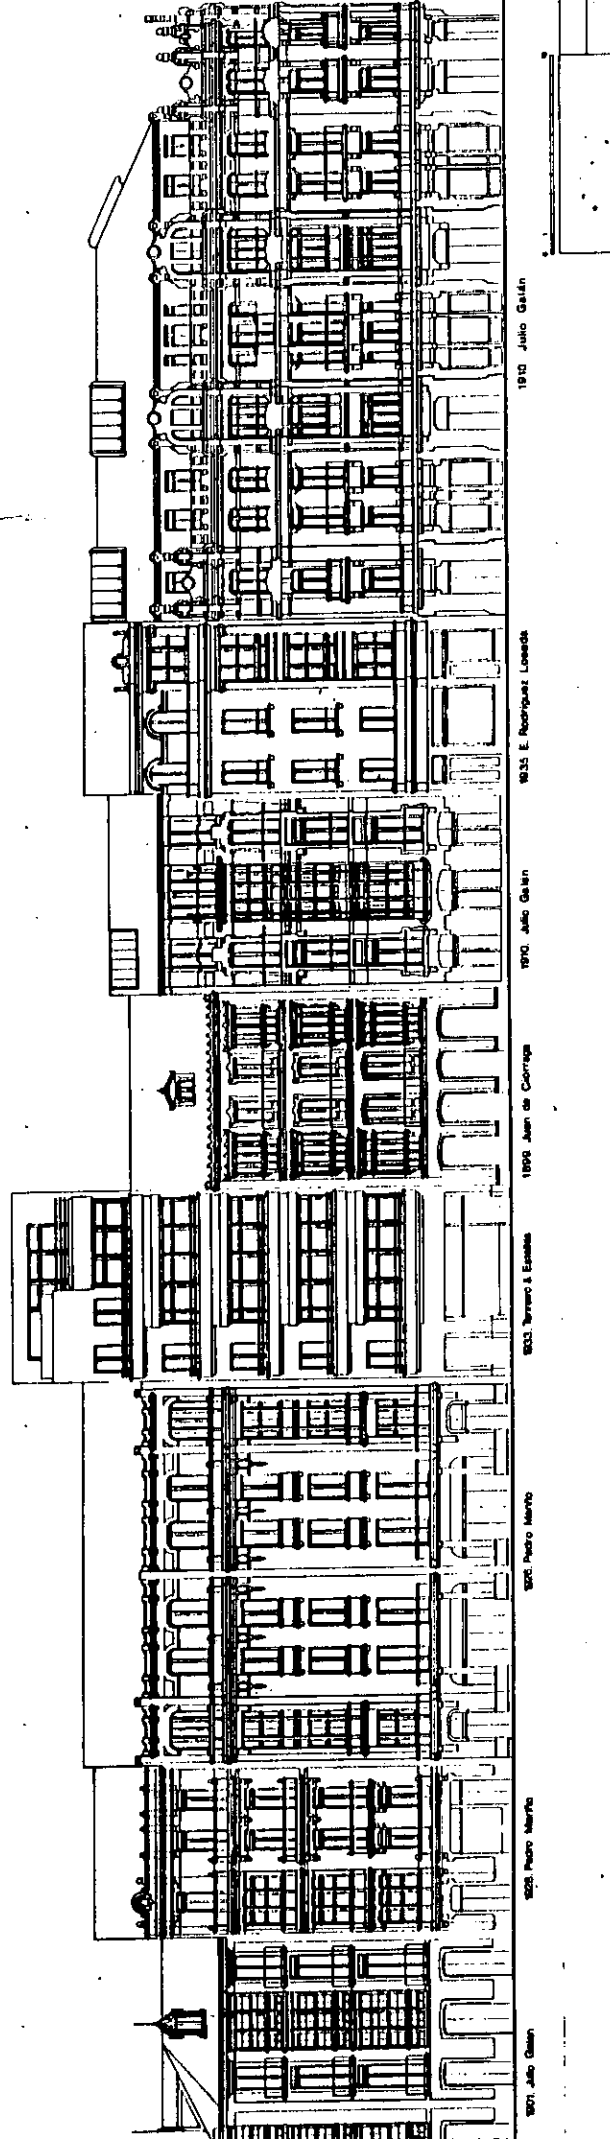 1901. Julio Galán
1928. Pedro Mariño
1926. Pedro Mariño
1933. Tenreiro & Estellés
1899. Juan de Ciórraga
1910. Julio Galán
1935. E. Rodríguez Losada
1910 Julio Galán